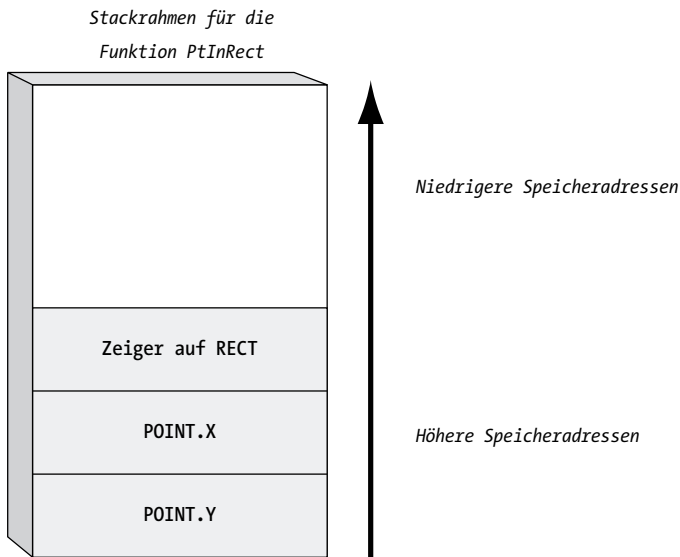 Stackrahmen für die
Funktion PtInRect
Niedrigere Speicheradressen
Zeiger auf RECT
POINT.X
Höhere Speicheradressen
POINT.Y